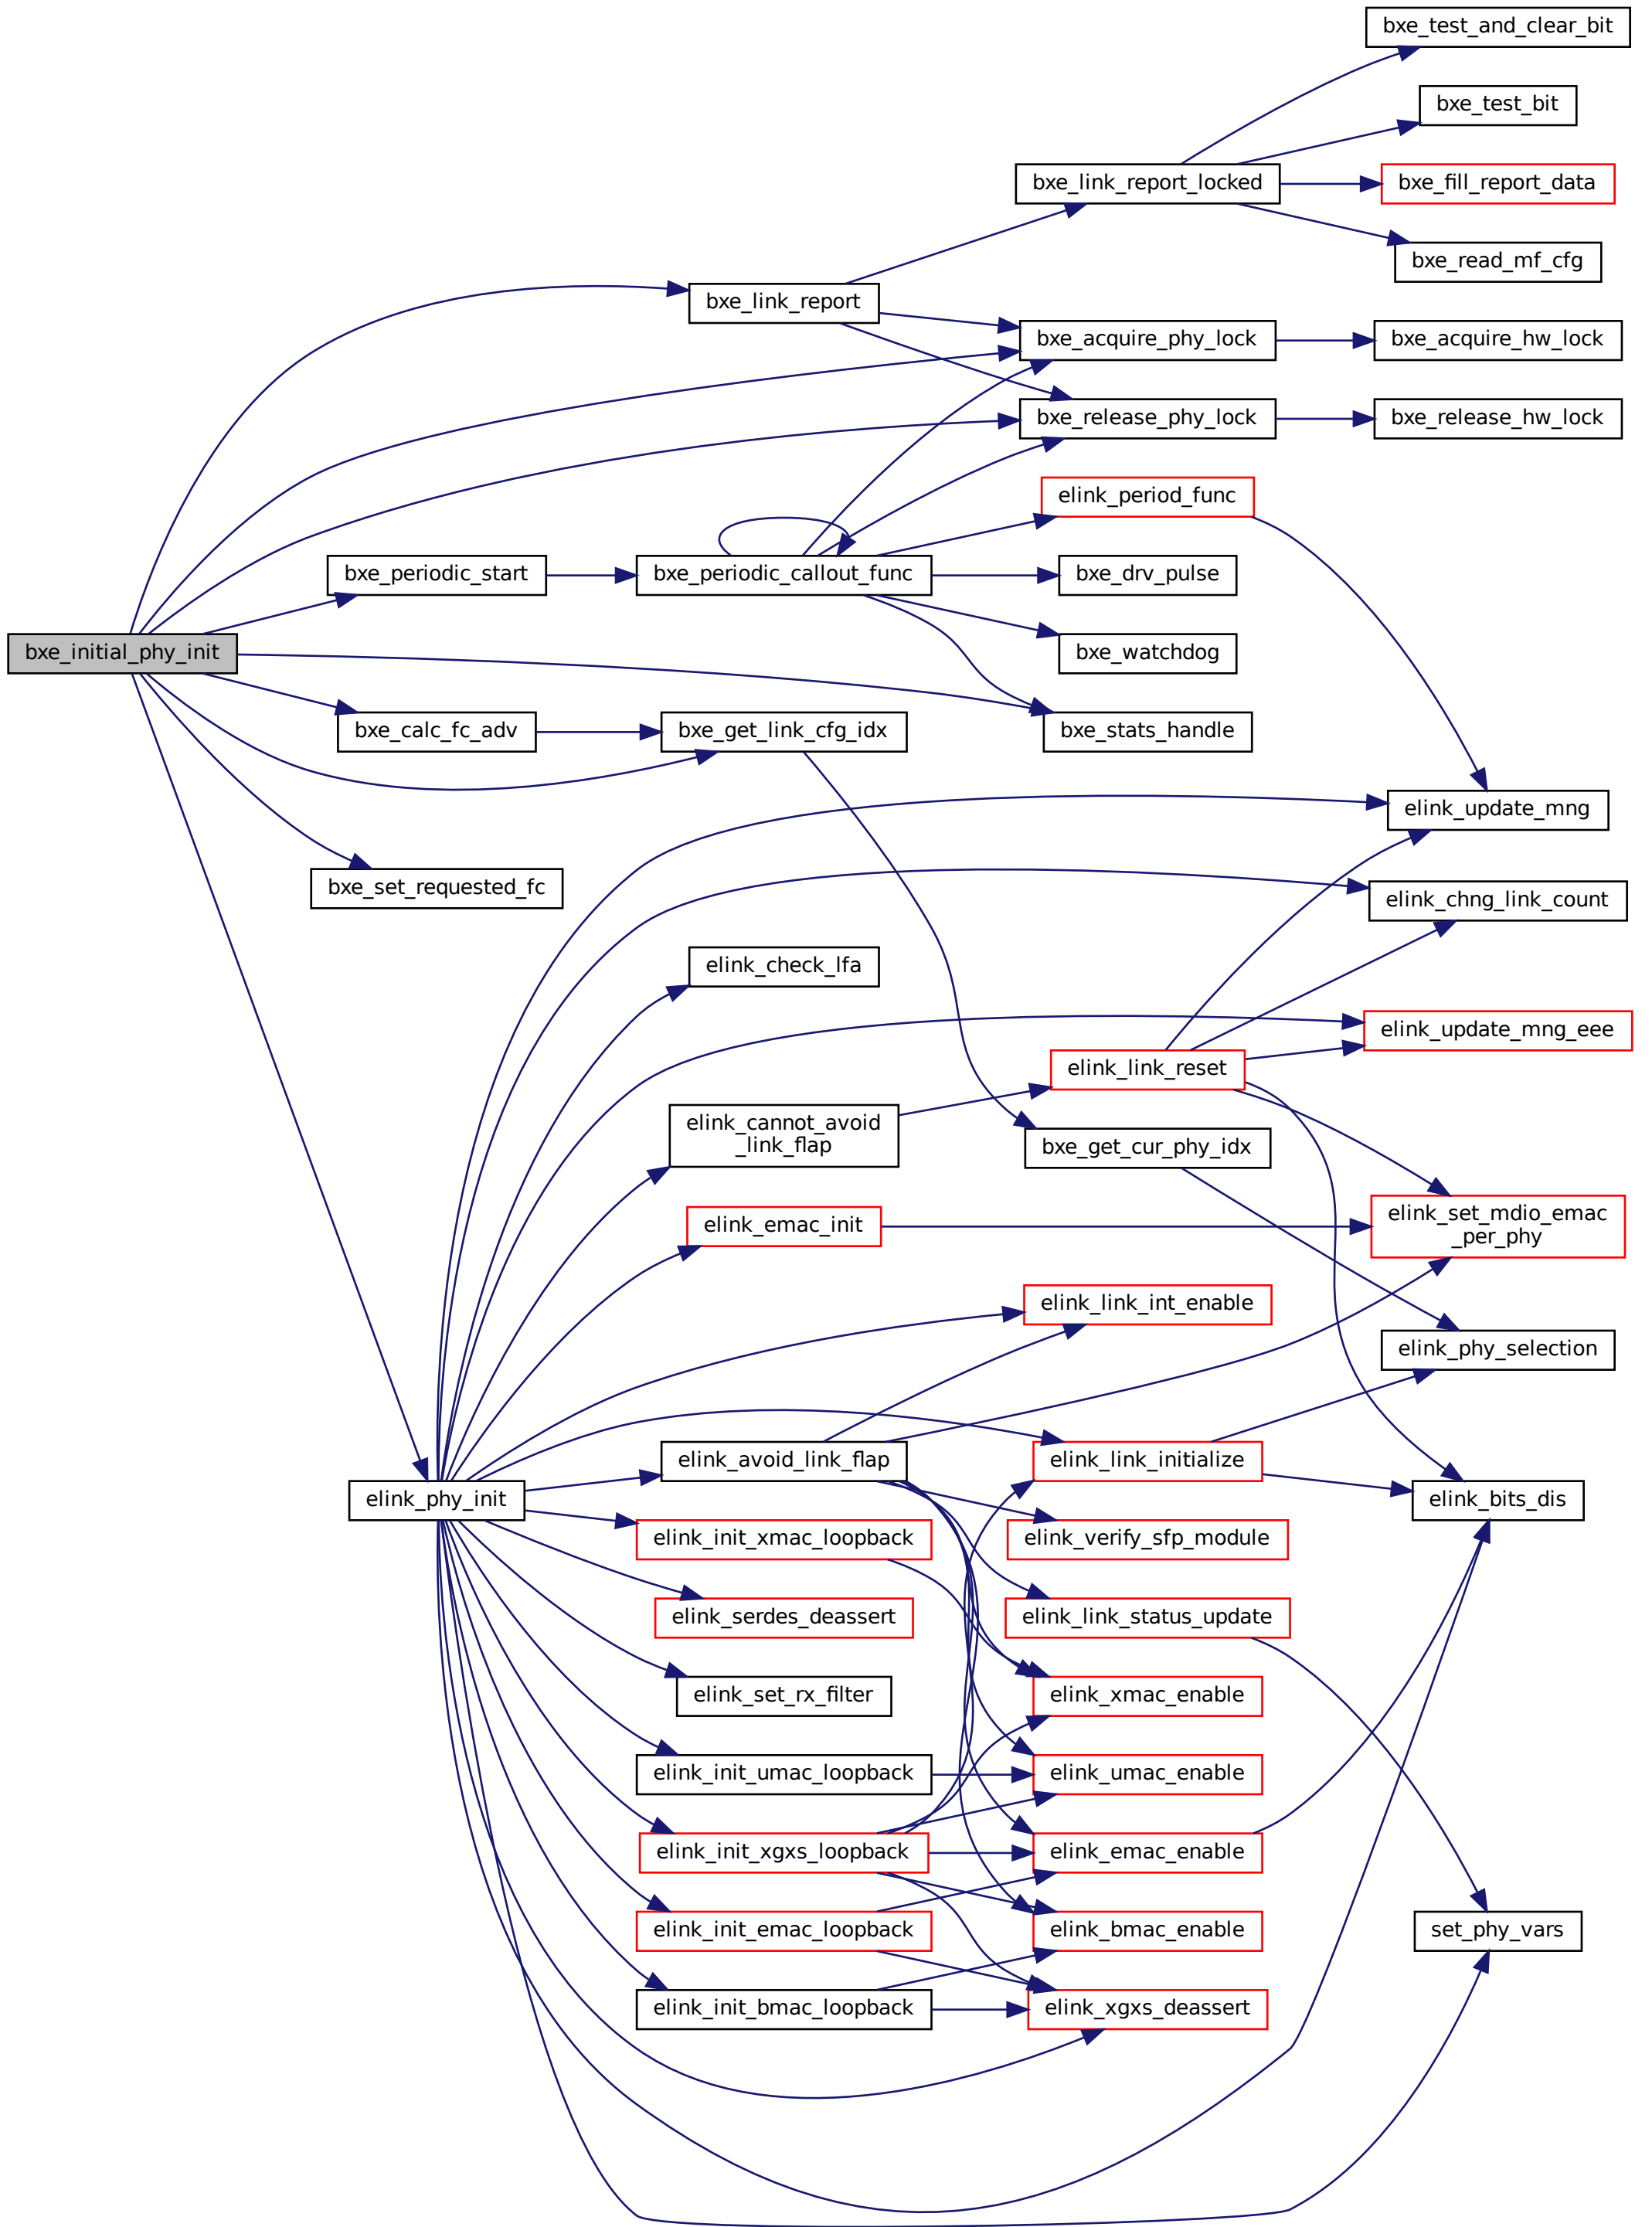 bxe_test_and_clear_bit
bxe_test_bit
bxe_link_report_locked
bxe_fill_report_data
bxe_read_mf_cfg
bxe_link_report
bxe_acquire_phy_lock
bxe_acquire_hw_lock
bxe_release_phy_lock
bxe_release_hw_lock
elink_period_func
bxe_periodic_start
bxe_periodic_callout_func
bxe_drv_pulse
bxe_initial_phy_init
bxe_watchdog
bxe_calc_fc_adv
bxe_get_link_cfg_idx
bxe_stats_handle
elink_update_mng
bxe_set_requested_fc
elink_chng_link_count
elink_check_lfa
elink_update_mng_eee
elink_link_reset
elink_cannot_avoid
_link_flap
bxe_get_cur_phy_idx
elink_emac_init
elink_set_mdio_emac
_per_phy
elink_link_int_enable
elink_phy_selection
elink_avoid_link_flap
elink_link_initialize
elink_phy_init
elink_bits_dis
elink_init_xmac_loopback
elink_verify_sfp_module
elink_serdes_deassert
elink_link_status_update
elink_set_rx_filter
elink_xmac_enable
elink_init_umac_loopback
elink_umac_enable
elink_init_xgxs_loopback
elink_emac_enable
elink_init_emac_loopback
elink_bmac_enable
set_phy_vars
elink_init_bmac_loopback
elink_xgxs_deassert